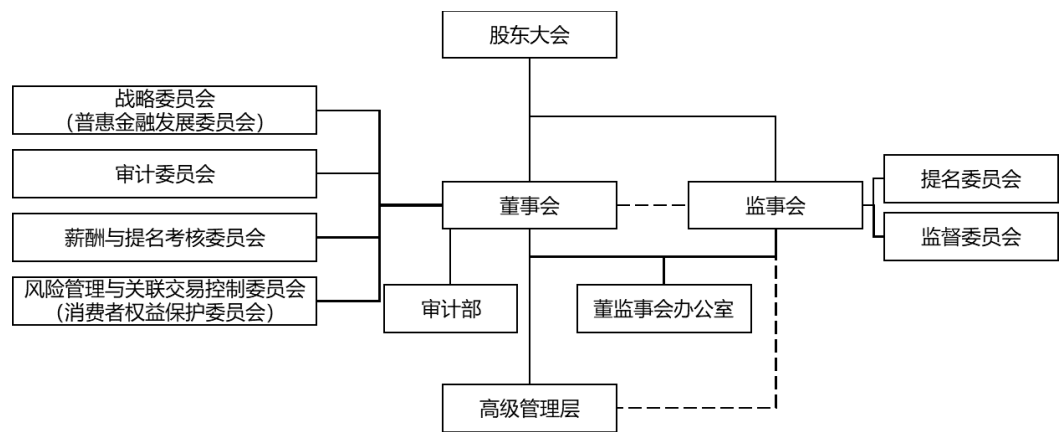 股东大会
战略委员会
（普惠金融发展委员会）
审计委员会
提名委员会
董事会
监事会
薪酬与提名考核委员会
监督委员会
风险管理与关联交易控制委员会
（消费者权益保护委员会）
审计部
董监事会办公室
高级管理层